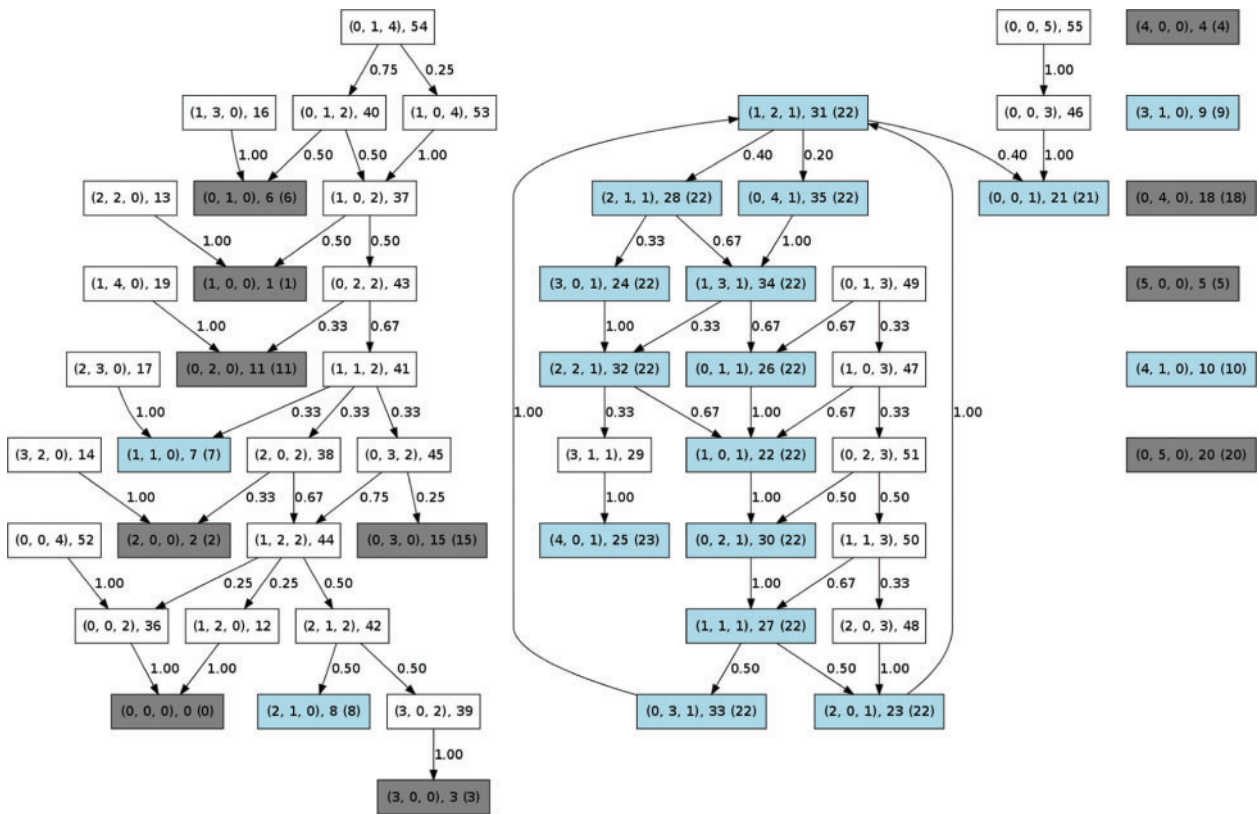 (0, 1, 4), 54
(0, 0, 5), 55
(4, 0, 0), 4 (4)
0.75
0.25
1.00
(1, 3, 0), 16
(0, 1, 2), 40
(1, 0, 4), 53
(1, 2, 1), 31 (22)
(0, 0, 3), 46
(3, 1, 0), 9 (9)
1.00
0.50
0.50
1.00
0.40
0.20
0.40
1.00
(2, 2, 0), 13
(0, 1, 0), 6 (6)
(1, 0, 2), 37
(2, 1, 1), 28 (22)
(0, 4, 1), 35 (22)
(0, 0, 1), 21 (21)
(0, 4, 0), 18 (18)
1.00
0.50
0.50
0.33
0.67
1.00
(1, 4, 0), 19
(1, 0, 0), 1 (1)
(0, 2, 2), 43
(3, 0, 1), 24 (22)
(1, 3, 1), 34 (22)
(0, 1, 3), 49
(5, 0, 0), 5 (5)
1.00
0.33
0.67
1.00
0.33
0.67
0.67
0.33
(2, 3, 0), 17
(0, 2, 0), 11 (11)
(1, 1, 2), 41
(2, 2, 1), 32 (22)
(0, 1, 1), 26 (22)
(1, 0, 3), 47
(4, 1, 0), 10 (10)
1.00
0.33
0.33
0.33
1.00
0.33
0.67
1.00
0.67
0.33
1.00
(3, 2, 0), 14
(1, 1, 0), 7 (7)
(2, 0, 2), 38
(0, 3, 2), 45
(3, 1, 1), 29
(1, 0, 1), 22 (22)
(0, 2, 3), 51
(0, 5, 0), 20 (20)
1.00
0.33
0.67
0.75
0.25
1.00
1.00
0.50
0.50
(0, 0, 4), 52
(2, 0, 0), 2 (2)
(1, 2, 2), 44
(0, 3, 0), 15 (15)
(4, 0, 1), 25 (23)
(0, 2, 1), 30 (22)
(1, 1, 3), 50
1.00
0.25
0.25
0.50
1.00
0.67
0.33
(0, 0, 2), 36
(1, 2, 0), 12
(2, 1, 2), 42
(1, 1, 1), 27 (22)
(2, 0, 3), 48
1.00
1.00
0.50
0.50
0.50
0.50
1.00
(0, 0, 0), 0 (0)
(2, 1, 0), 8 (8)
(3, 0, 2), 39
(0, 3, 1), 33 (22)
(2, 0, 1), 23 (22)
1.00
(3, 0, 0), 3 (3)